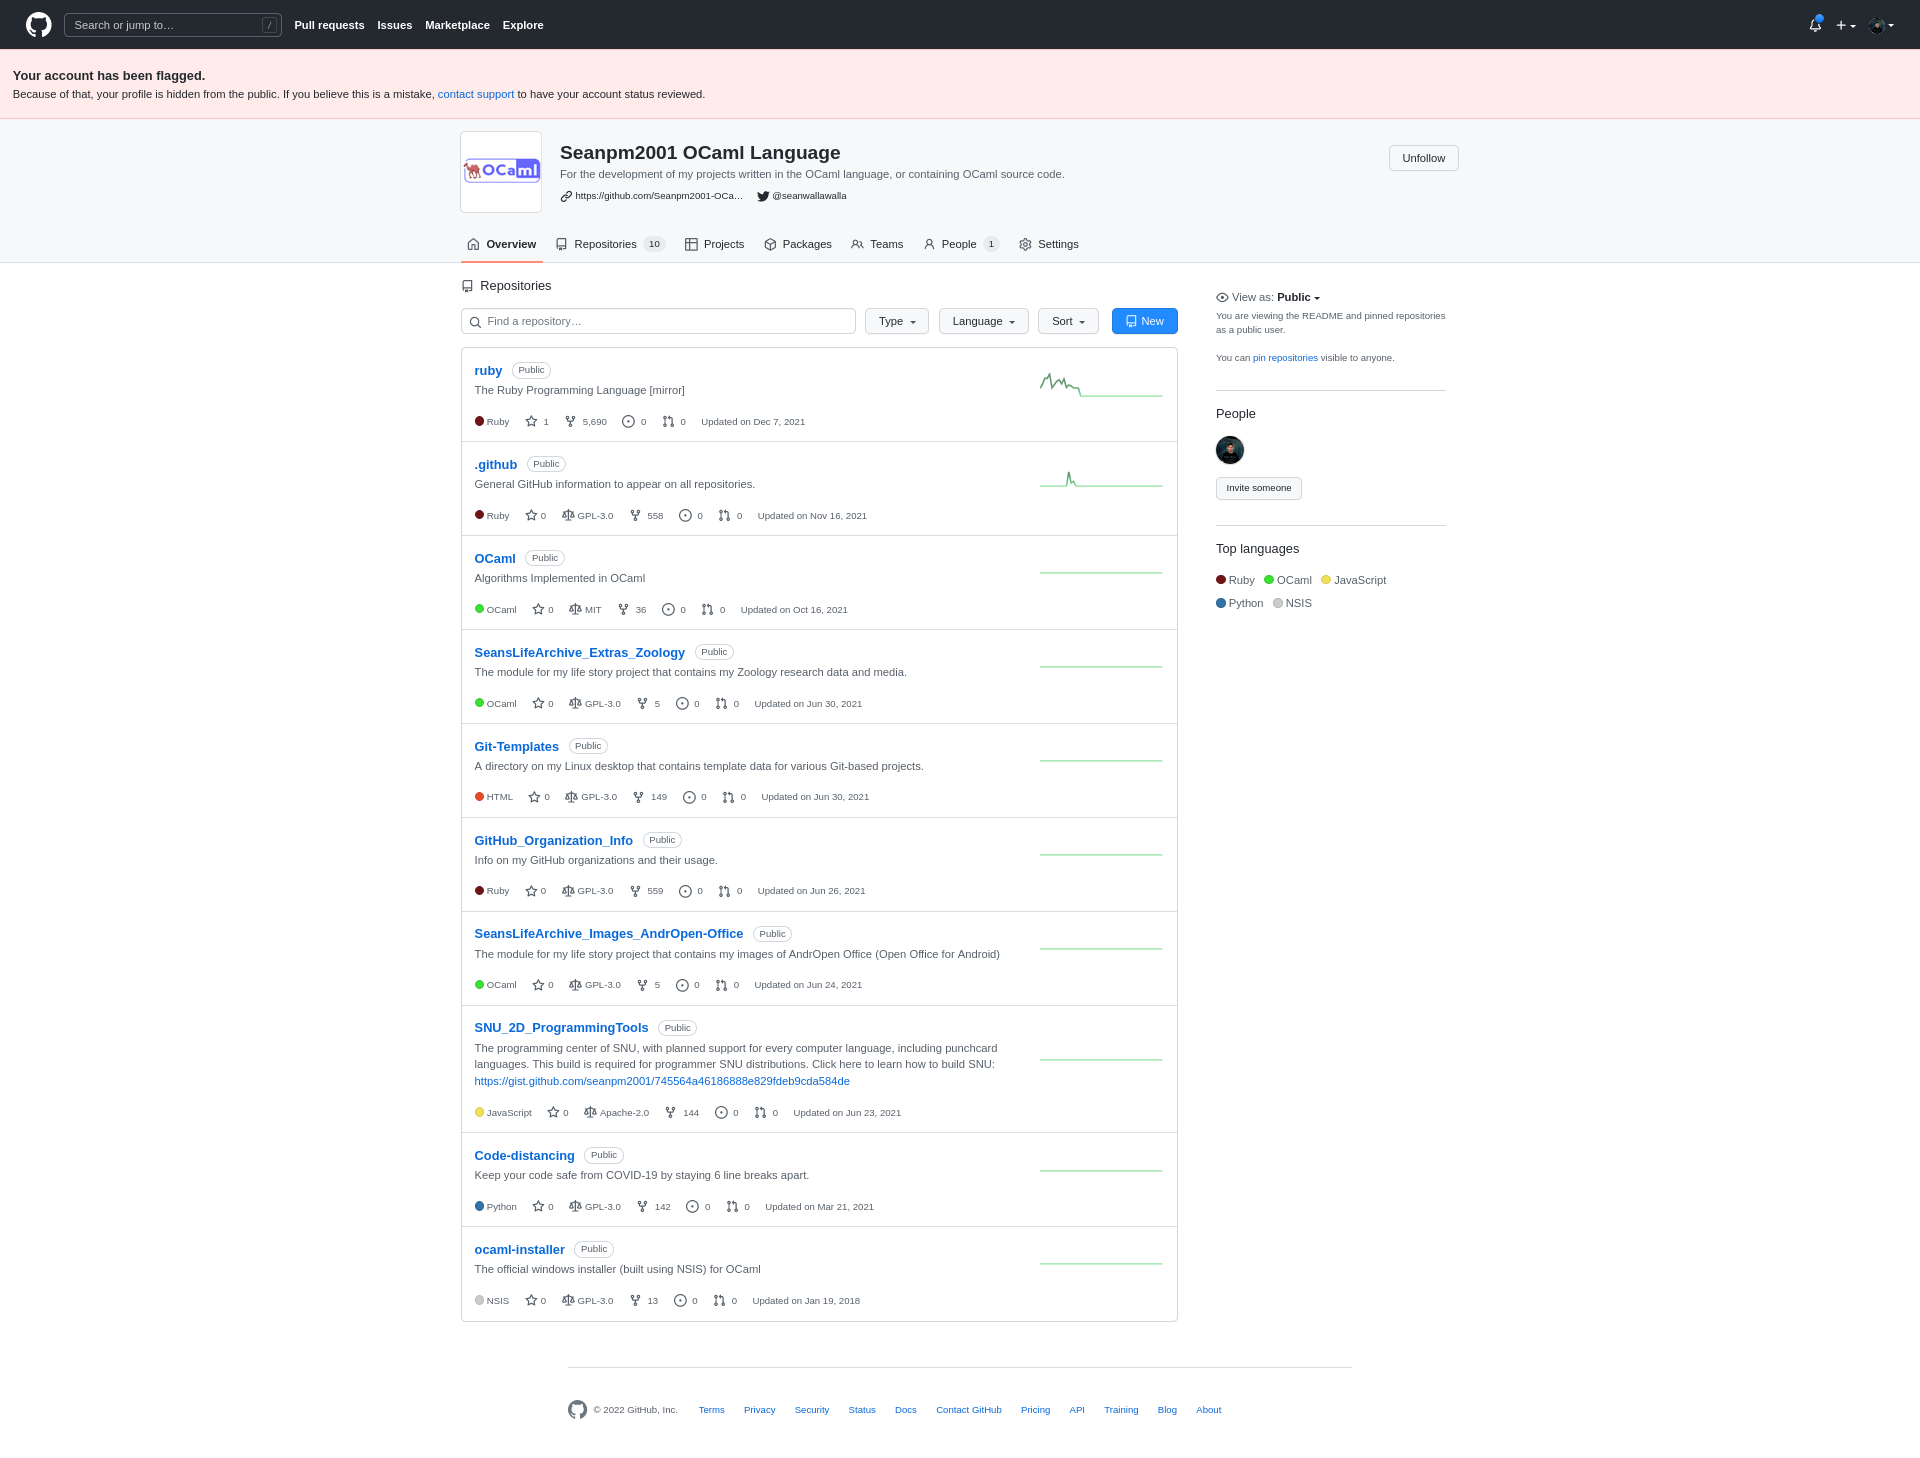 Search or jump to… /
Pull requests Issues Marketplace Explore
Your account has been flagged.
Because of that, your profile is hidden from the public. If you believe this is a mistake, contact support to have your account status reviewed.
OCaml
Seanpm2001 OCaml Language
For the development of my projects written in the OCaml language, or containing OCaml source code.
https://github.com/Seanpm2001-OCa… @seanwallawalla
Unfollow
Overview Repositories 10 Projects Packages Teams People 1 Settings
Repositories
Find a repository… Type Language Sort New
ruby Public
The Ruby Programming Language [mirror]
Ruby 1 5,690 0 0 Updated on Dec 7, 2021
.github Public
General GitHub information to appear on all repositories.
Ruby 0 GPL-3.0 558 0 0 Updated on Nov 16, 2021
OCaml Public
Algorithms Implemented in OCaml
OCaml 0 MIT 36 0 0 Updated on Oct 16, 2021
SeansLifeArchive_Extras_Zoology Public
The module for my life story project that contains my Zoology research data and media.
OCaml 0 GPL-3.0 5 0 0 Updated on Jun 30, 2021
Git-Templates Public
A directory on my Linux desktop that contains template data for various Git-based projects.
HTML 0 GPL-3.0 149 0 0 Updated on Jun 30, 2021
GitHub_Organization_Info Public
Info on my GitHub organizations and their usage.
Ruby 0 GPL-3.0 559 0 0 Updated on Jun 26, 2021
SeansLifeArchive_Images_AndrOpen-Office Public
The module for my life story project that contains my images of AndrOpen Office (Open Office for Android)
OCaml 0 GPL-3.0 5 0 0 Updated on Jun 24, 2021
SNU_2D_ProgrammingTools Public
The programming center of SNU, with planned support for every computer language, including punchcard
languages. This build is required for programmer SNU distributions. Click here to learn how to build SNU:
https://gist.github.com/seanpm2001/745564a46186888e829fdeb9cda584de
JavaScript 0 Apache-2.0 144 0 0 Updated on Jun 23, 2021
Code-distancing Public
Keep your code safe from COVID-19 by staying 6 line breaks apart.
Python 0 GPL-3.0 142 0 0 Updated on Mar 21, 2021
ocaml-installer Public
The official windows installer (built using NSIS) for OCaml
NSIS 0 GPL-3.0 13 0 0 Updated on Jan 19, 2018
View as: Public
You are viewing the README and pinned repositories
as a public user.
You can pin repositories visible to anyone.
People
Invite someone
Top languages
Ruby OCaml JavaScript
Python NSIS
© 2022 GitHub, Inc. Terms Privacy Security Status Docs Contact GitHub Pricing API Training Blog About